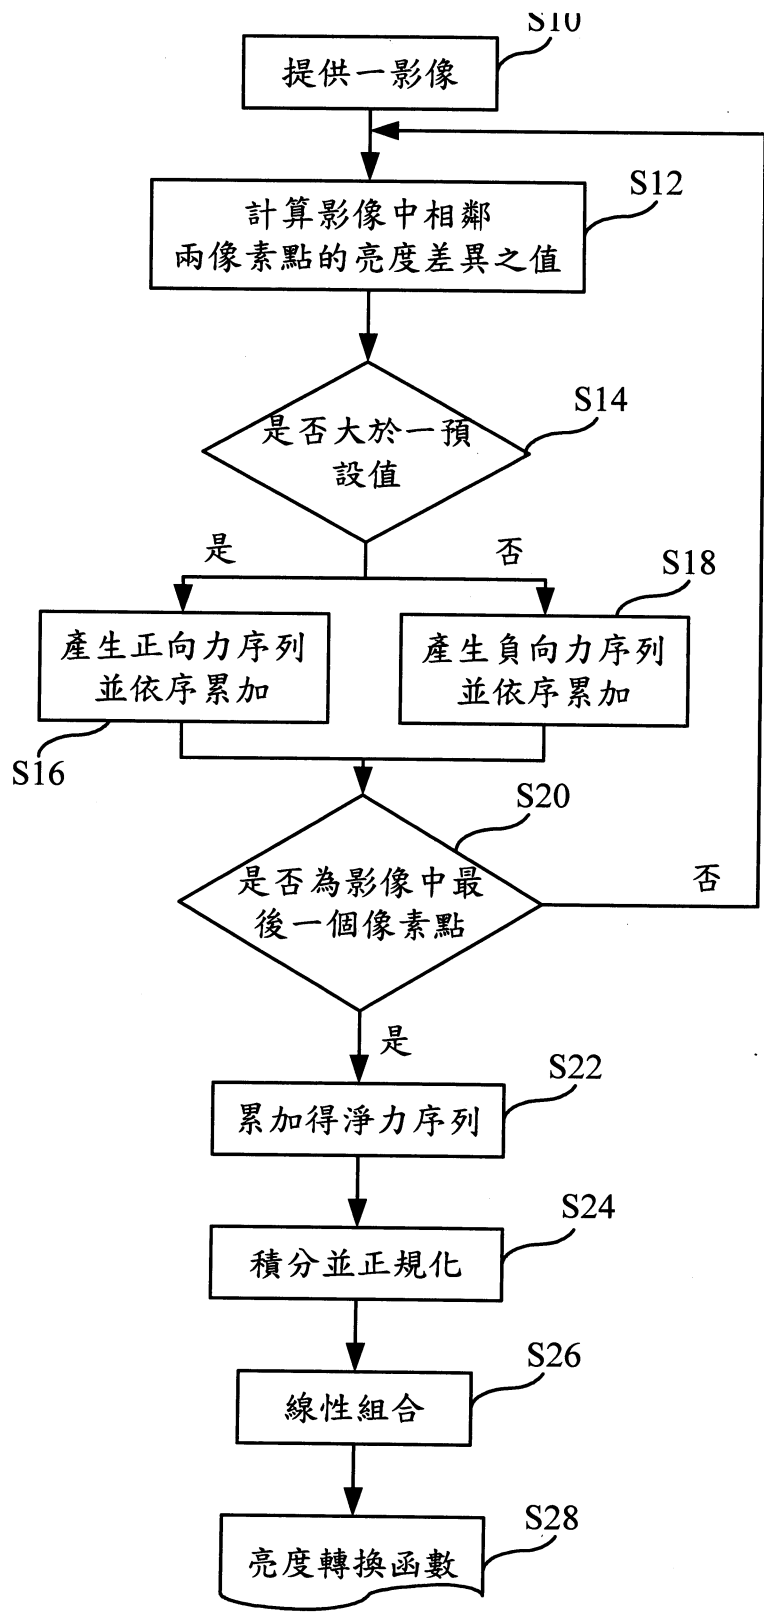 S10
提供一影像
S12
計算影像中相鄰
兩像素點的亮度差異之值
S14
是否大於一預
設值
是
否
S18
產生正向力序列
並依序累加
產生負向力序列
並依序累加
S16
S20
是否為影像中最
後一個像素點
否
是
S22
累加得淨力序列
S24
積分並正規化
S26
線性組合
S28
亮度轉換函數